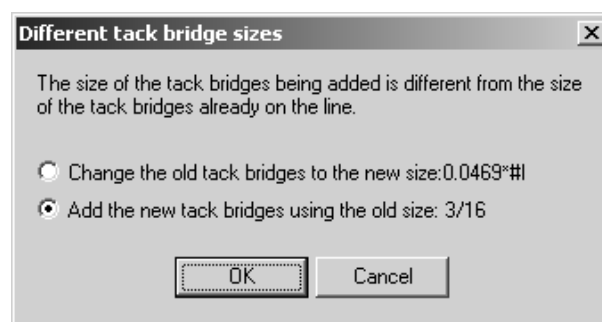 Different tack bridge sizes
The size of the tack bridges being added is different from the size
of the tack bridges already on the line.
Change the old tack bridges to the new size:0.0469*#l
Add the new tack bridges using the old size: 3/16
OK Cancel